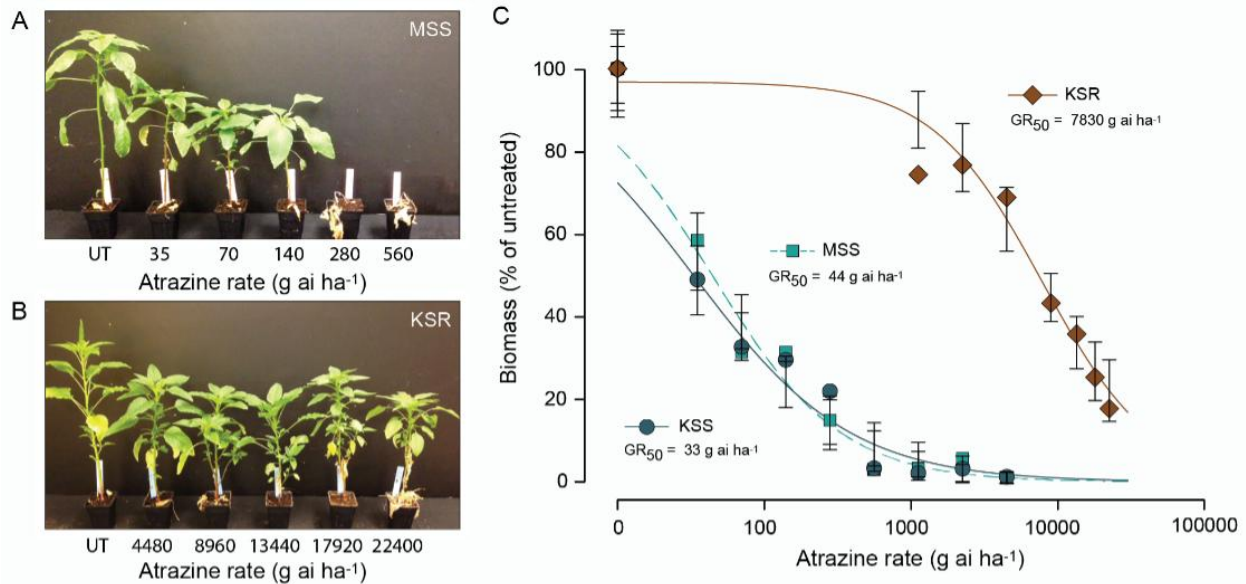 A
MSS
UT 35 70 140 280 560
Atrazine rate (g ai ha⁻¹)
B
KSR
UT 4480 8960 13440 17920 22400
Atrazine rate (g ai ha⁻¹)
C
Biomass (% of untreated)
100
80
60
40
20
0
KSR
GR₅₀ = 7830 g ai ha⁻¹
MSS
GR₅₀ = 44 g ai ha⁻¹
KSS
GR₅₀ = 33 g ai ha⁻¹
0 100 1000 10000 100000
Atrazine rate (g ai ha⁻¹)